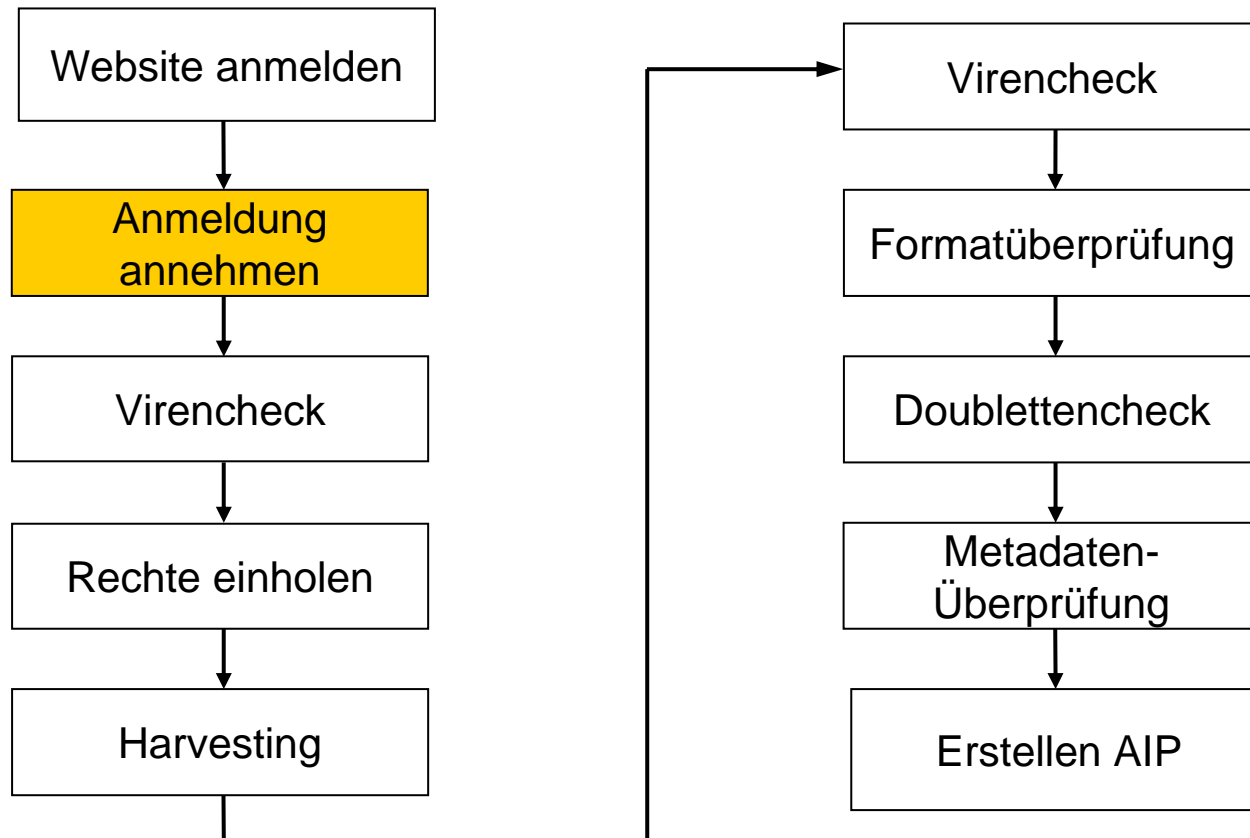 Website anmelden
Anmeldung
annehmen
Virencheck
Rechte einholen
Harvesting
Virencheck
Formatüberprüfung
Doublettencheck
Metadaten-
Überprüfung
Erstellen AIP